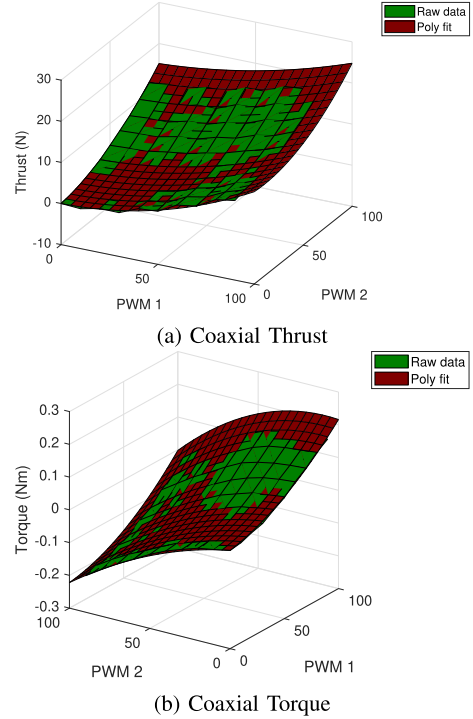 Raw data
Poly fit
30
20
10
0
-10
Thrust (N)
0
50
100
PWM 1
0
50
100
PWM 2
(a) Coaxial Thrust
Raw data
Poly fit
0.3
0.2
0.1
0
-0.1
-0.2
-0.3
Torque (Nm)
100
50
0
PWM 2
0
50
100
PWM 1
(b) Coaxial Torque